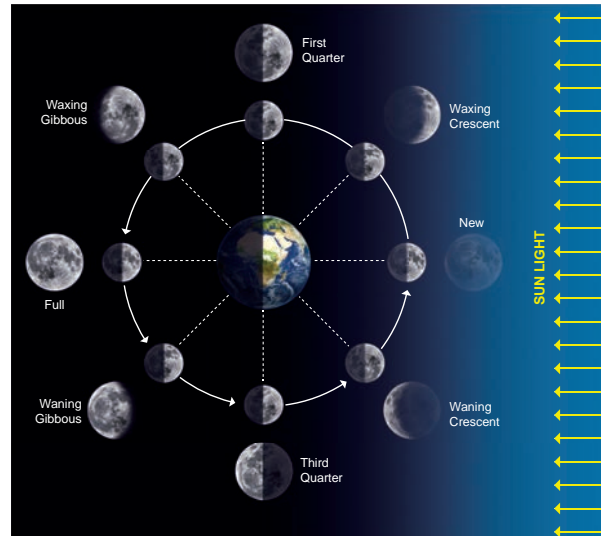 First
Quarter
Waxing
Gibbous
Waxing
Crescent
New
SUN LIGHT
Full
Waning
Gibbous
Waning
Crescent
Third
Quarter